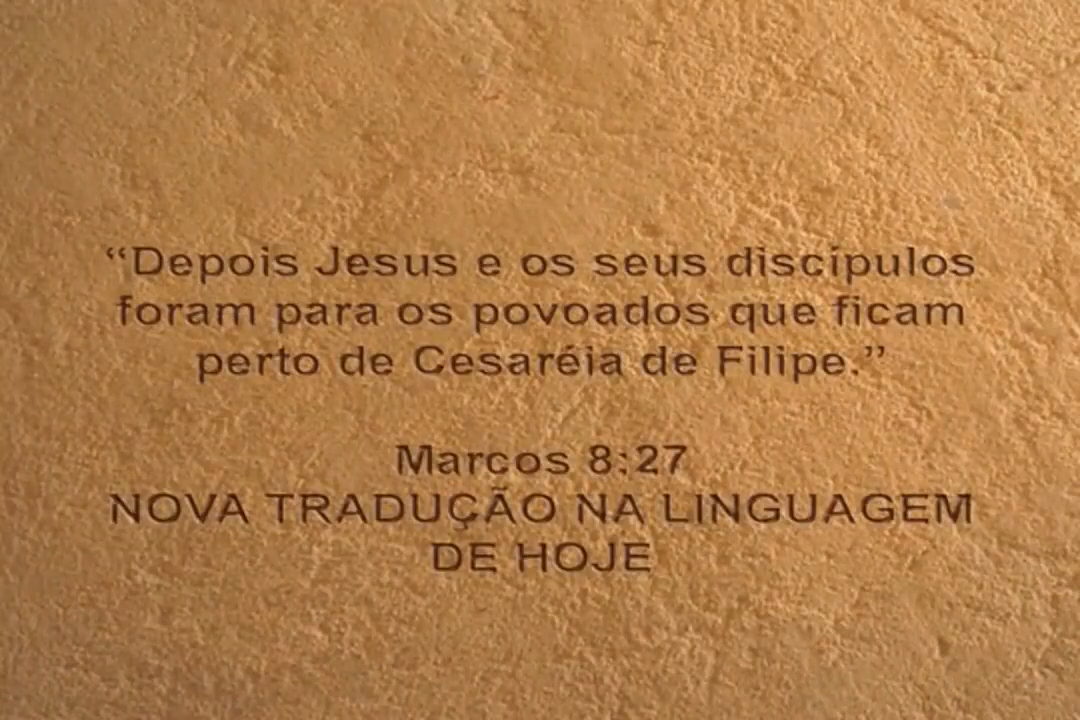 “Depois Jesus e os seus discípulos
foram para os povoados que ficam
perto de Cesaréia de Filipe.”
Marcos 8:27
NOVA TRADUÇÃO NA LINGUAGEM
DE HOJE